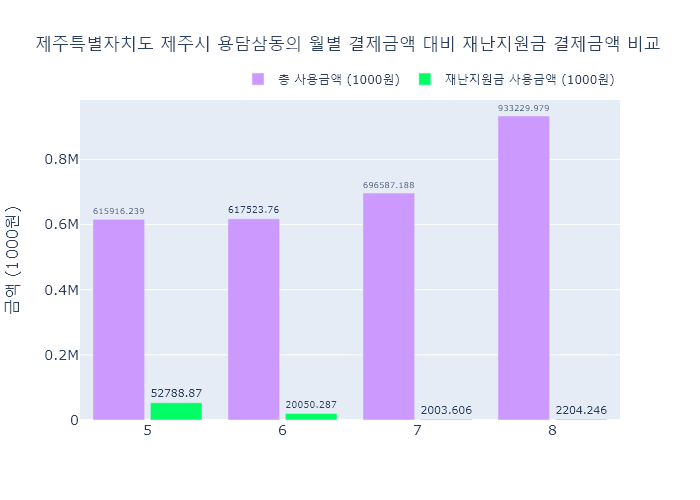 제주특별자치도 제주시 용담삼동의 월별 결제금액 대비 재난지원금 결제금액 비교
총 사용금액 (1000원) 재난지원금 사용금액 (1000원)
금액 (1000원)
0.8M
0.6M
0.4M
0.2M
0
615916.239
52788.87
617523.76
20050.287
696587.188
2003.606
933229.979
2204.246
5 6 7 8